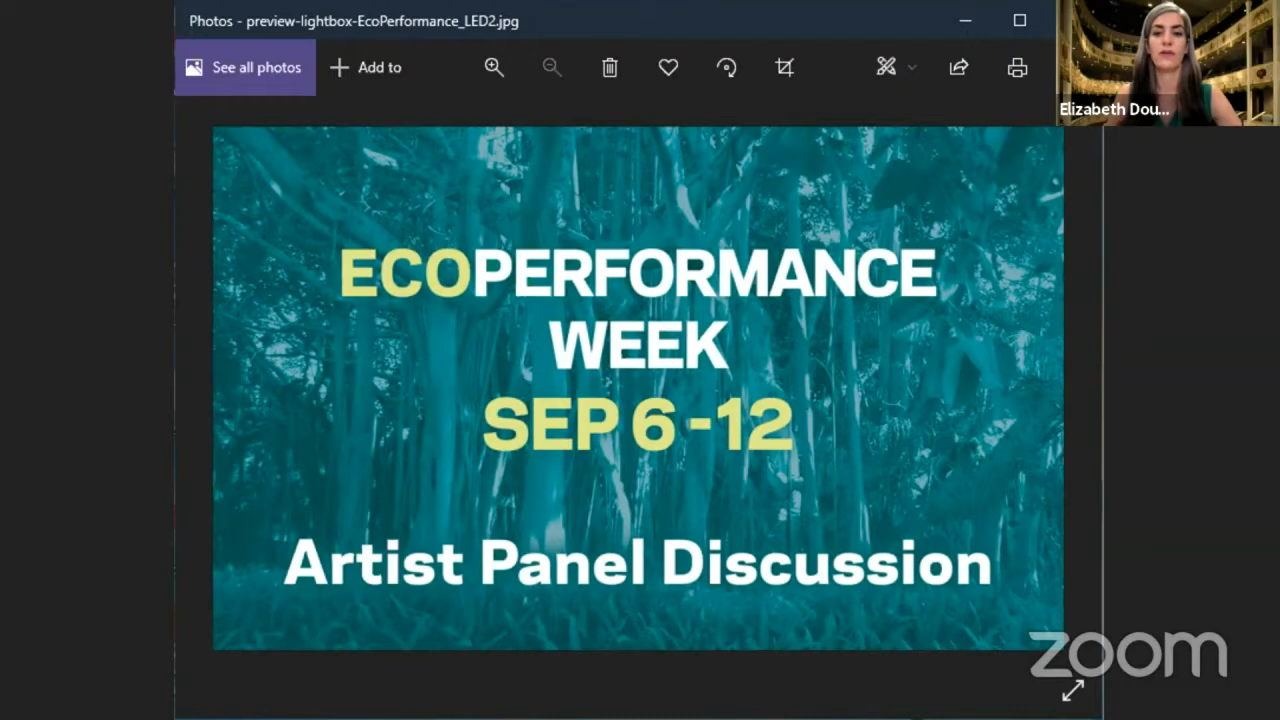 Photos - preview-lightbox-EcoPerformance_LED2.jpg
See all photos
Add to
Elizabeth Dou...
ECOPERFORMANCE
WEEK
SEP 6 -12
Artist Panel Discussion
zoom